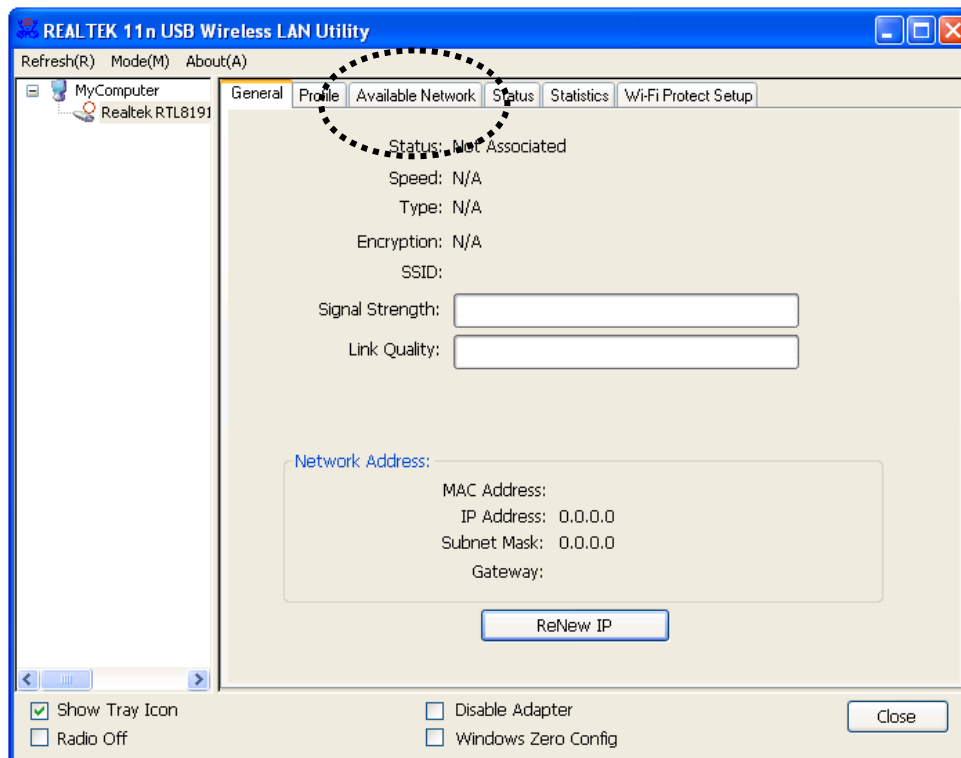 REALTEK 11n USB Wireless LAN Utility
Refresh(R) Mode(M) About(A)
MyComputer
Realtek RTL8191
General Profile Available Network Status Statistics Wi-Fi Protect Setup
Status: Not Associated
Speed: N/A
Type: N/A
Encryption: N/A
SSID:
Signal Strength:
Link Quality:
Network Address:
MAC Address:
IP Address: 0.0.0.0
Subnet Mask: 0.0.0.0
Gateway:
ReNew IP
Show Tray Icon Disable Adapter
Radio Off Windows Zero Config
Close